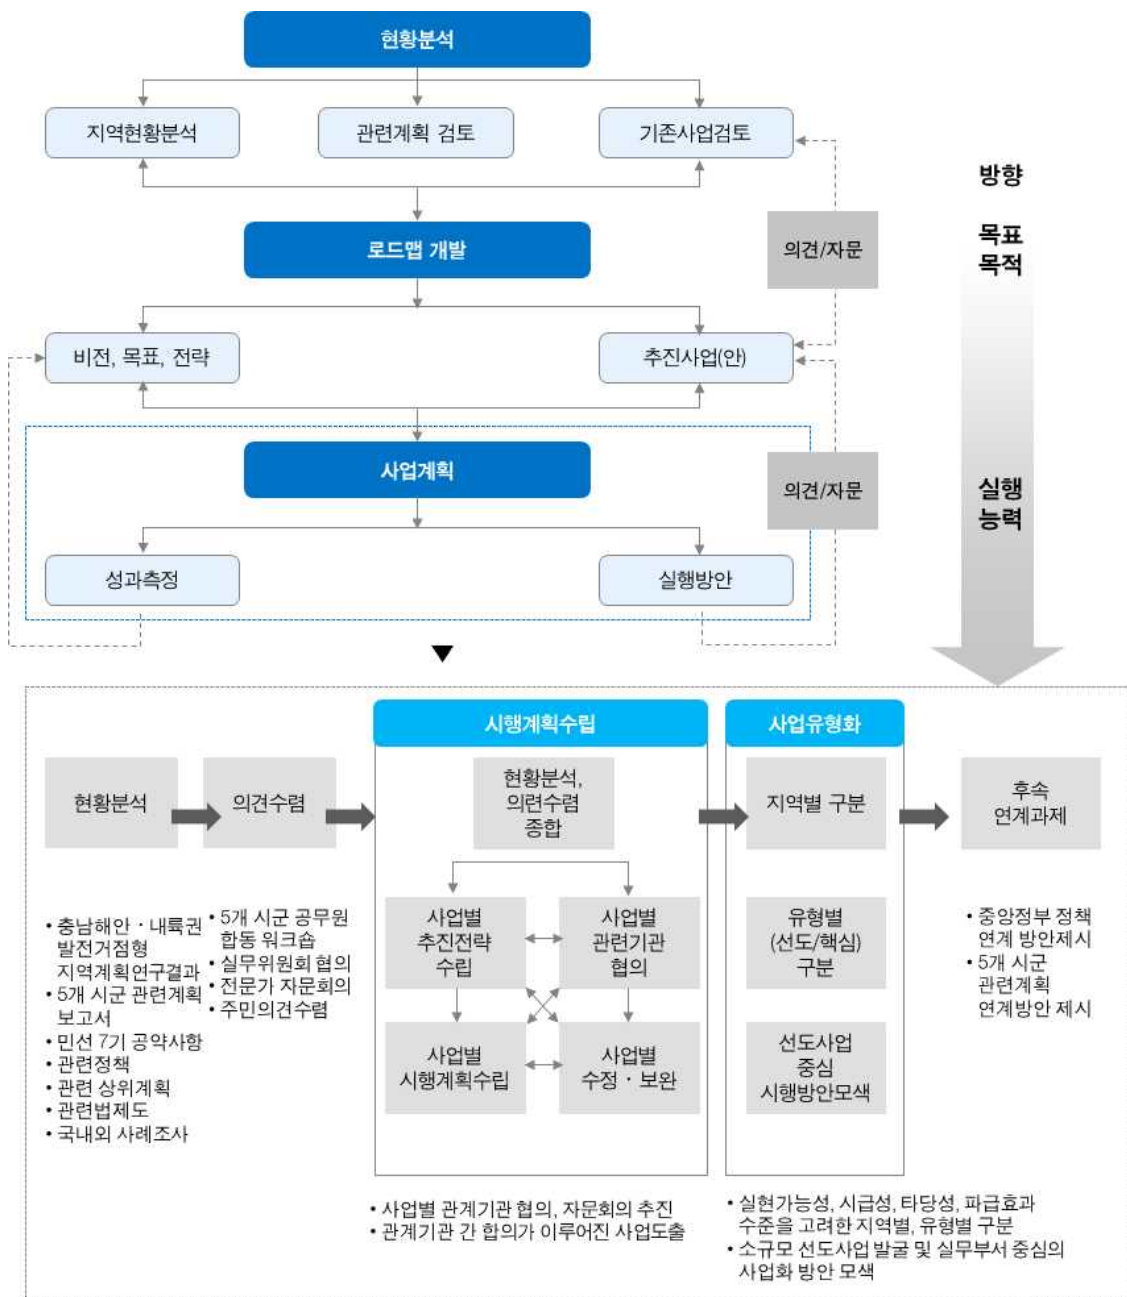 현황분석
지역현황분석
관련계획 검토
기존사업검토
방향
의견/자문
목표
목적
로드맵 개발
비전, 목표, 전략
추진사업(안)
사업계획
의견/자문
실행
능력
성과측정
실행방안
▼
시행계획수립
사업유형화
현황분석
의견수렴
현황분석,
의련수렴
종합
지역별 구분
후속
연계과제
• 충남해안・내륙권
발전거점형
지역계획연구결과
• 5개 시군 관련계획
보고서
• 민선 7기 공약사항
• 관련정책
• 관련 상위계획
• 관련법제도
• 국내외 사례조사
• 5개 시군 공무원
합동 워크숍
• 실무위원회 협의
• 전문가 자문회의
• 주민의견수렴
사업별
추진전략
수립
사업별
관련기관
협의
사업별
시행계획수립
사업별
수정・보완
유형별
(선도/핵심)
구분
선도사업
중심
시행방안모색
• 중앙정부 정책
연계 방안제시
• 5개 시군
관련계획
연계방안 제시
• 사업별 관계기관 협의, 자문회의 추진
• 관계기관 간 합의가 이루어진 사업도출
• 실현가능성, 시급성, 타당성, 파급효과
수준을 고려한 지역별, 유형별 구분
• 소규모 선도사업 발굴 및 실무부서 중심의
사업화 방안 모색